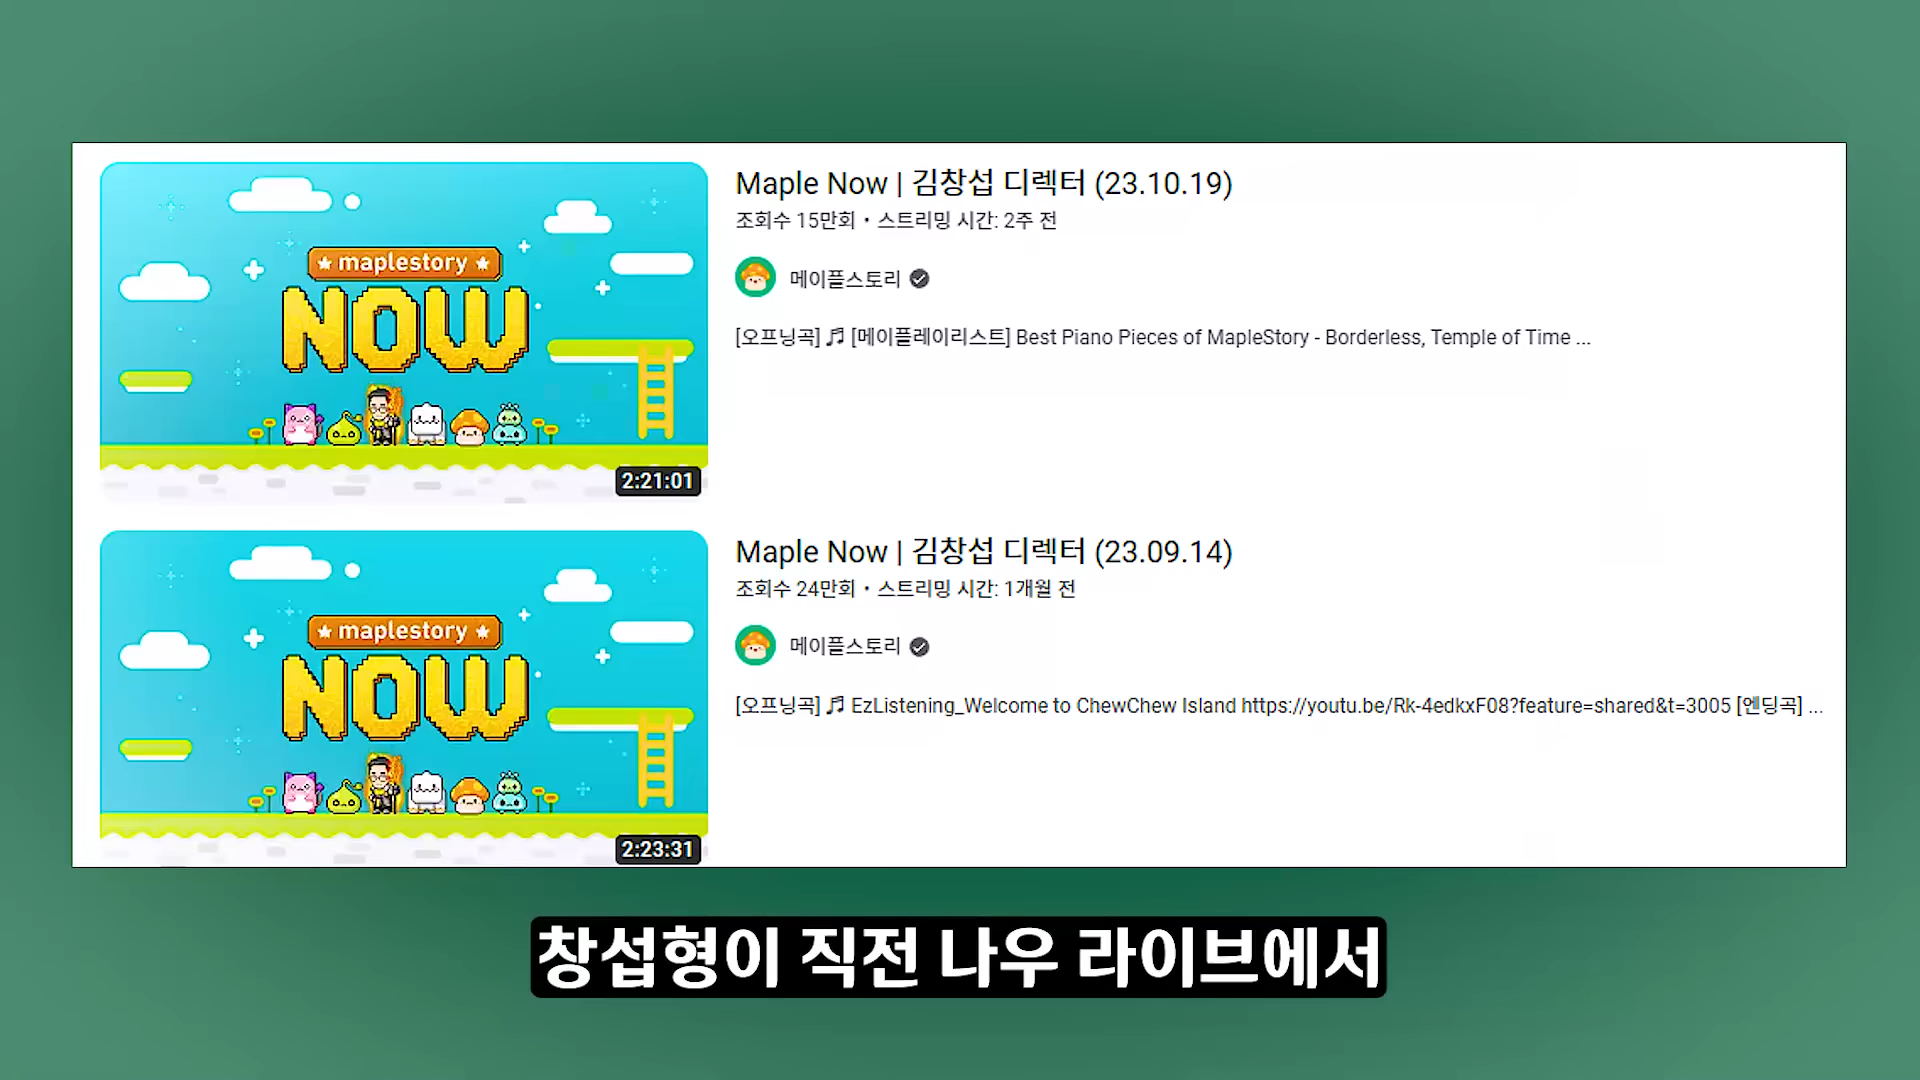 ★ maplestory ★
NOW
2:21:01
Maple Now | 김창섭 디렉터 (23.10.19)
조회수 15만회 • 스트리밍 시간: 2주 전
메이플스토리
[오프닝곡] 🎵 [메이플레이리스트] Best Piano Pieces of MapleStory - Borderless, Temple of Time ...
★ maplestory ★
NOW
2:23:31
Maple Now | 김창섭 디렉터 (23.09.14)
조회수 24만회 • 스트리밍 시간: 1개월 전
메이플스토리
[오프닝곡] 🎵 EzListening_Welcome to ChewChew Island https://youtu.be/Rk-4edkxF08?feature=shared&t=3005 [엔딩곡] ...
창섭형이 직전 나우 라이브에서